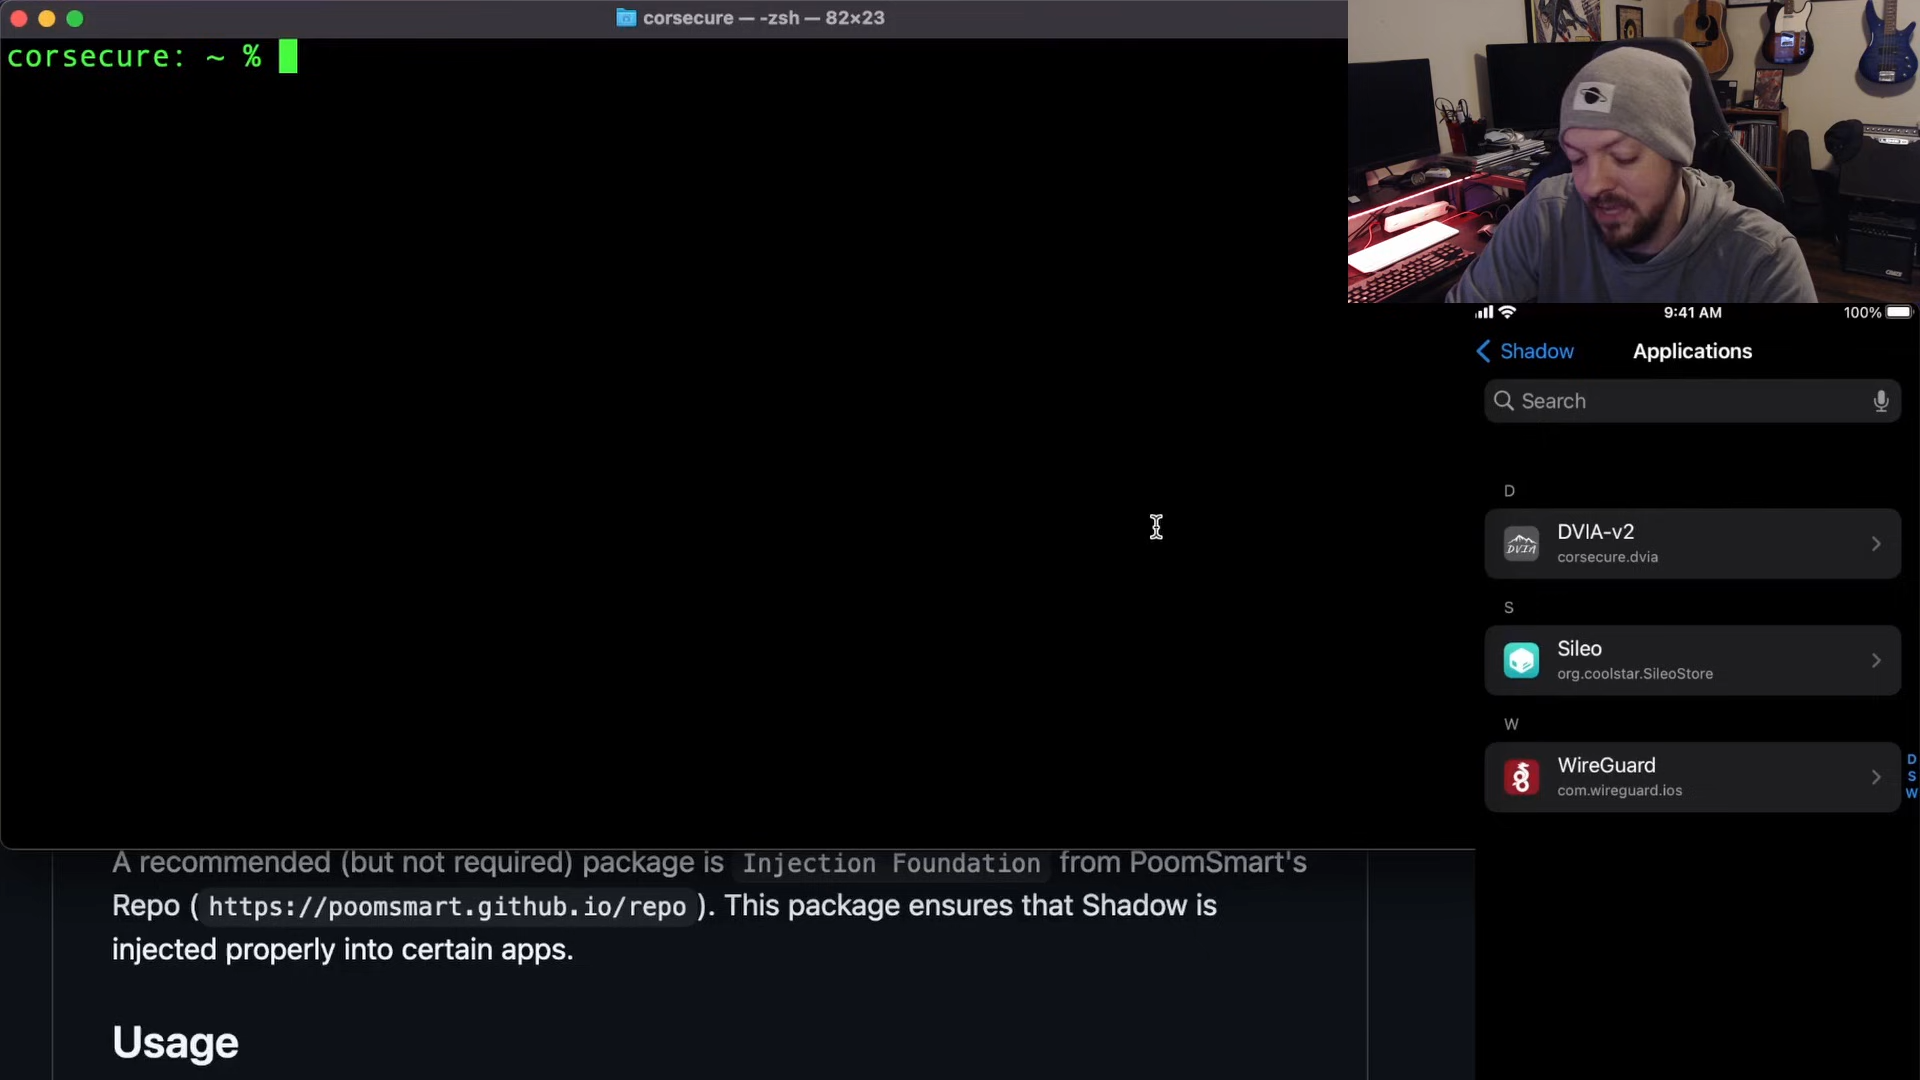 corsecure — -zsh — 82×23
corsecure: ~ %
9:41 AM
100%
Shadow
Applications
Search
D
DVIA
DVIA-v2
corsecure.dvia
S
Sileo
org.coolstar.SileoStore
W
WireGuard
com.wireguard.ios
D
S
W
A recommended (but not required) package is Injection Foundation from PoomSmart's
Repo ( https://poomsmart.github.io/repo ). This package ensures that Shadow is
injected properly into certain apps.
Usage